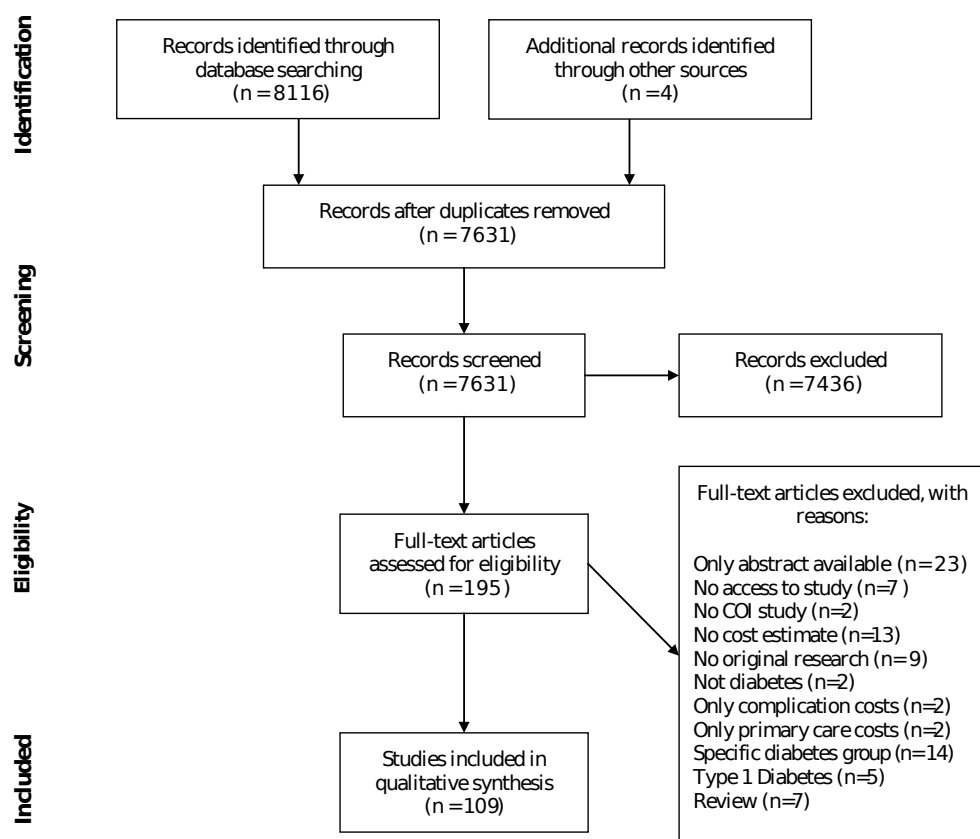 Identification
Records identified through
database searching
(n = 8116)
Additional records identified
through other sources
(n = 4)
Records after duplicates removed
(n = 7631)
Screening
Records screened
(n = 7631)
Records excluded
(n = 7436)
Eligibility
Full-text articles
assessed for eligibility
(n = 195)
Full-text articles excluded, with
reasons:
Only abstract available (n = 23)
No access to study (n=7 )
No COI study (n=2)
No cost estimate (n=13)
No original research (n = 9)
Not diabetes (n=2)
Only complication costs (n=2)
Only primary care costs (n=2)
Specific diabetes group (n=14)
Type 1 Diabetes (n=5)
Review (n=7)
Included
Studies included in
qualitative synthesis
(n = 109)